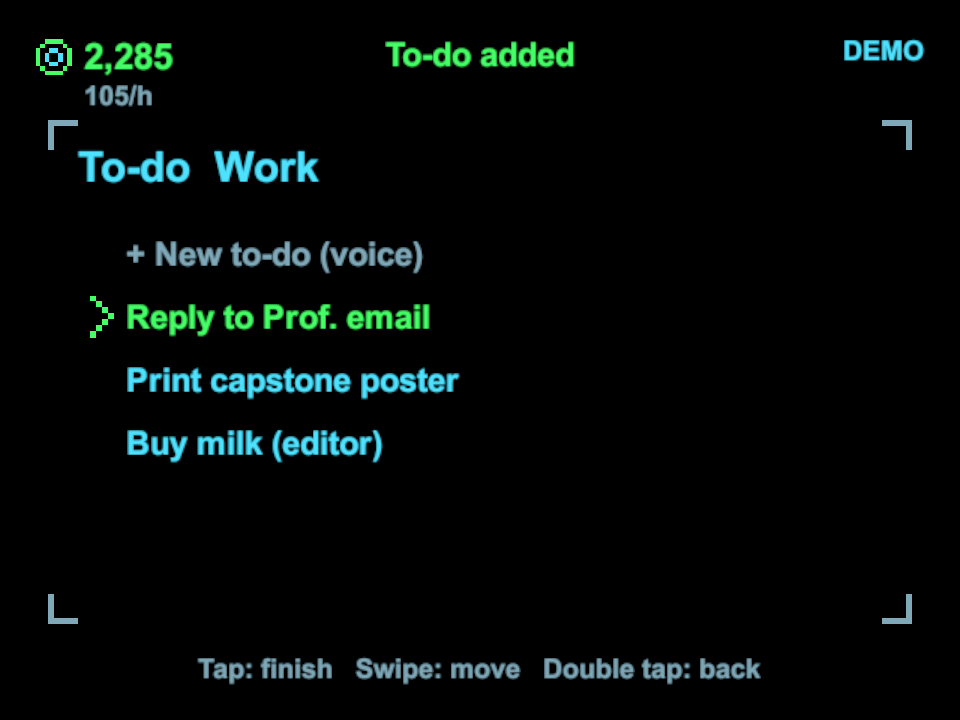 2,285
105/h
To-do added
DEMO
To-do Work
+ New to-do (voice)
Reply to Prof. email
Print capstone poster
Buy milk (editor)
Tap: finish Swipe: move Double tap: back